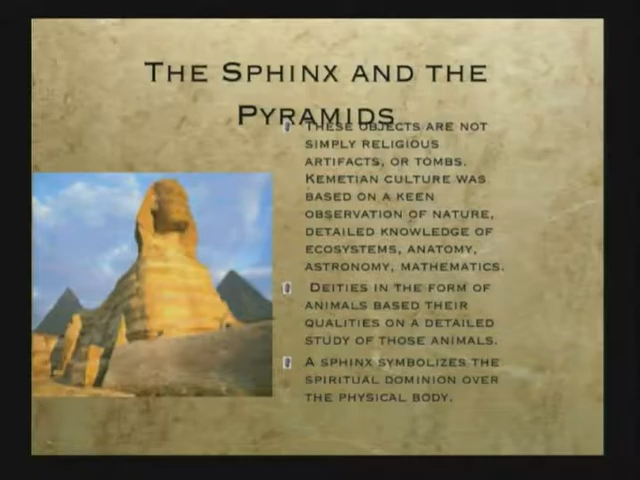 THE SPHINX AND THE
PYRAMIDS
THESE OBJECTS ARE NOT
SIMPLY RELIGIOUS
ARTIFACTS, OR TOMBS.
KEMETIAN CULTURE WAS
BASED ON A KEEN
OBSERVATION OF NATURE,
DETAILED KNOWLEDGE OF
ECOSYSTEMS, ANATOMY,
ASTRONOMY, MATHEMATICS.
DEITIES IN THE FORM OF
ANIMALS BASED THEIR
QUALITIES ON A DETAILED
STUDY OF THOSE ANIMALS.
A SPHINX SYMBOLIZES THE
SPIRITUAL DOMINION OVER
THE PHYSICAL BODY.